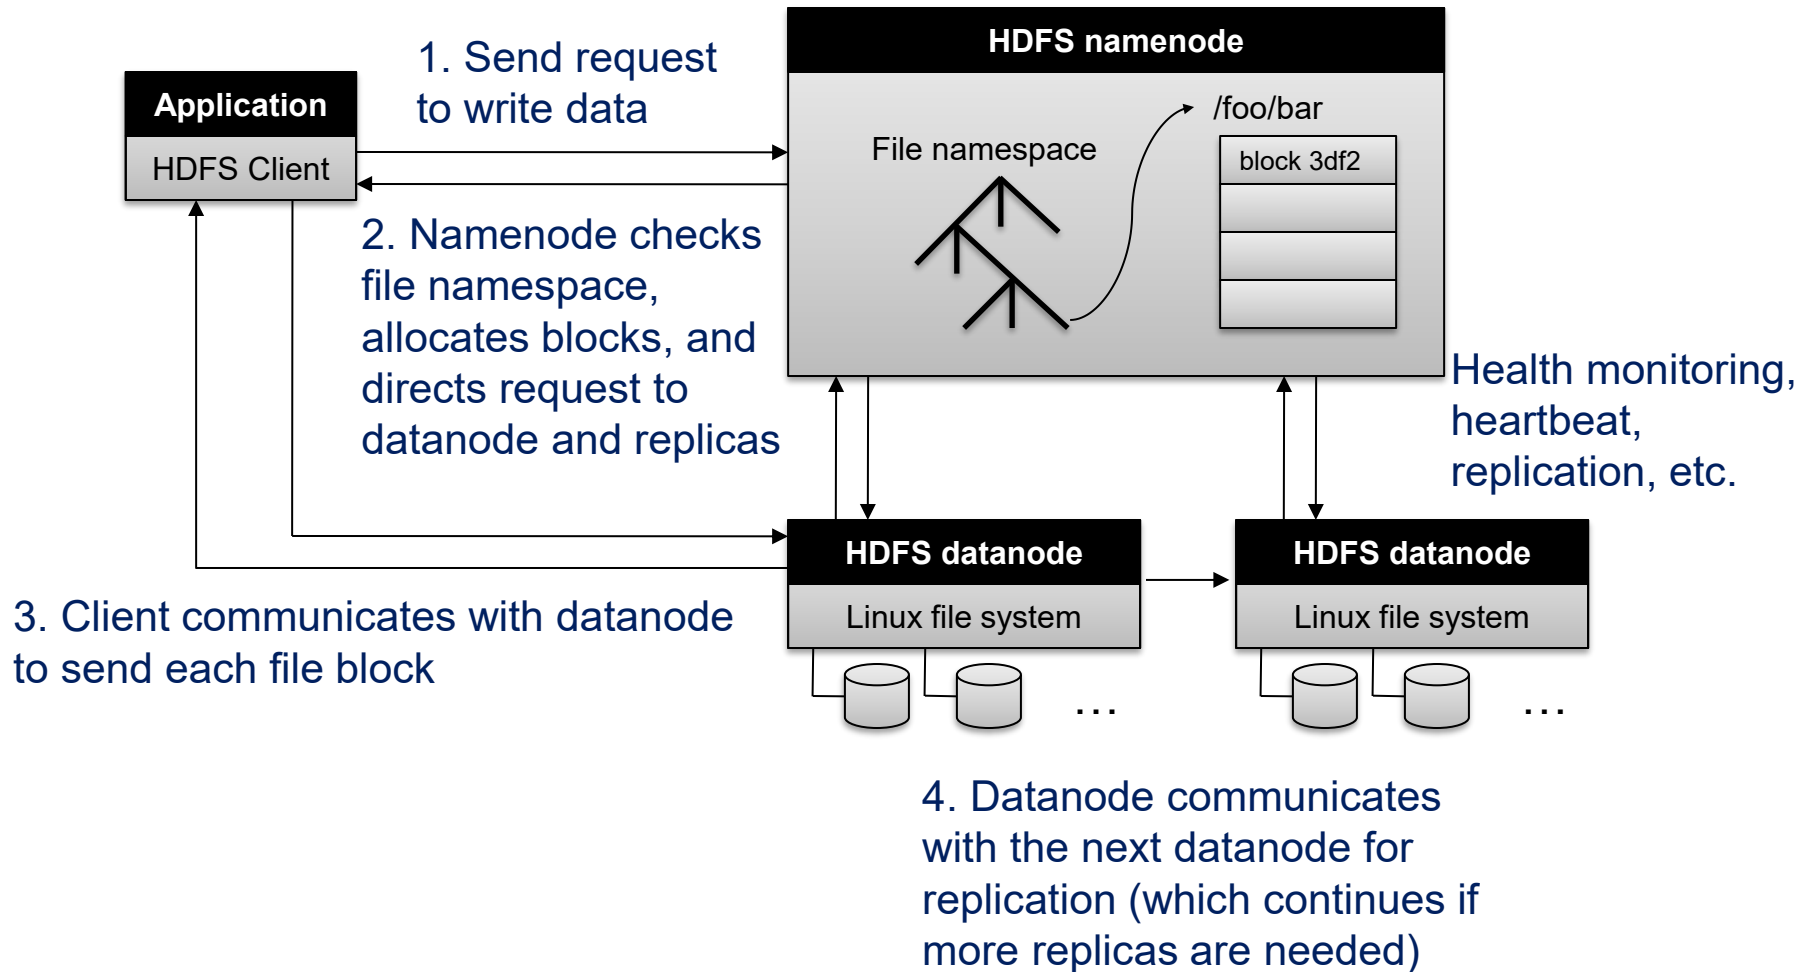 1. Send request
to write data
Application
HDFS Client
HDFS namenode
File namespace
/foo/bar
block 3df2
2. Namenode checks
file namespace,
allocates blocks, and
directs request to
datanode and replicas
Health monitoring,
heartbeat,
replication, etc.
HDFS datanode
Linux file system
...
HDFS datanode
Linux file system
...
3. Client communicates with datanode
to send each file block
4. Datanode communicates
with the next datanode for
replication (which continues if
more replicas are needed)